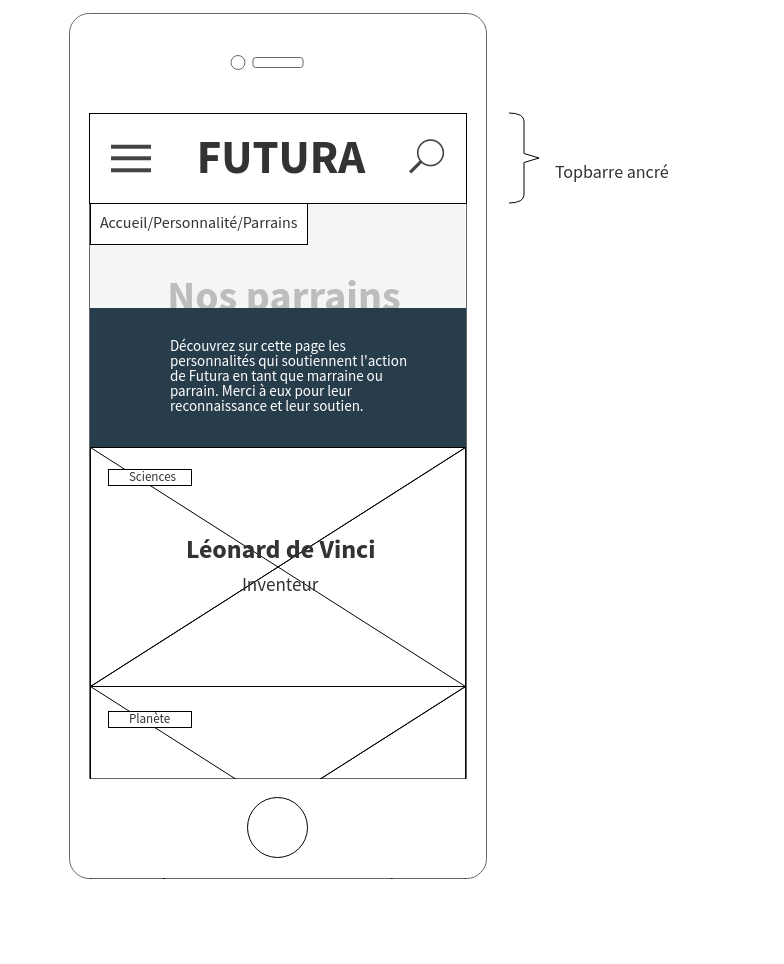 FUTURA
Topbarre ancré
Accueil/Personnalité/Parrains
Nos parrains
Découvrez sur cette page les
personnalités qui soutiennent l'action
de Futura en tant que marraine ou
parrain. Merci à eux pour leur
reconnaissance et leur soutien.
Sciences
Léonard de Vinci
Inventeur
Planète